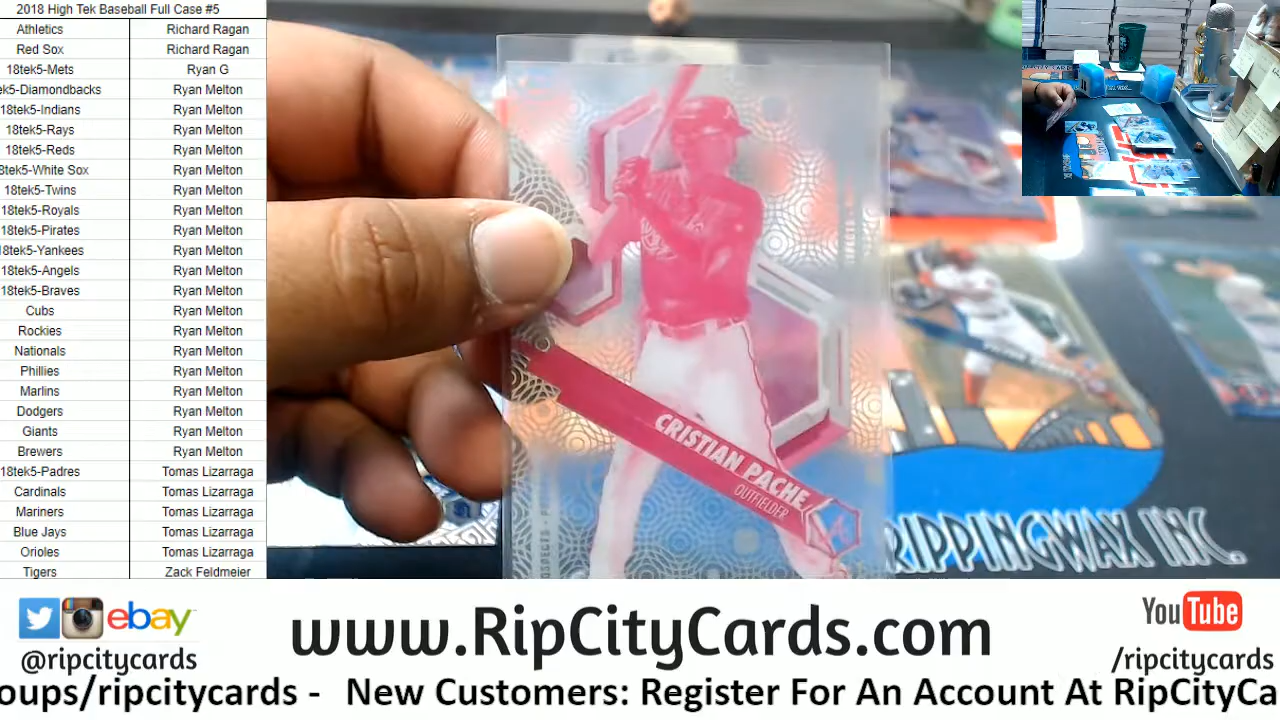 2018 High Tek Baseball Full Case #5
Athletics Richard Ragan
Red Sox Richard Ragan
18tek5-Mets Ryan G
ek5-Diamondbacks Ryan Melton
18tek5-Indians Ryan Melton
18tek5-Rays Ryan Melton
18tek5-Reds Ryan Melton
8tek5-White Sox Ryan Melton
18tek5-Twins Ryan Melton
18tek5-Royals Ryan Melton
18tek5-Pirates Ryan Melton
18tek5-Yankees Ryan Melton
18tek5-Angels Ryan Melton
18tek5-Braves Ryan Melton
Cubs Ryan Melton
Rockies Ryan Melton
Nationals Ryan Melton
Phillies Ryan Melton
Marlins Ryan Melton
Dodgers Ryan Melton
Giants Ryan Melton
Brewers Ryan Melton
18tek5-Padres Tomas Lizarraga
Cardinals Tomas Lizarraga
Mariners Tomas Lizarraga
Blue Jays Tomas Lizarraga
Orioles Tomas Lizarraga
Tigers Zack Feldmeier
CRISTIAN PACHE
OUTFIELDER
RIPPINGWAX INC.
ebay
@ripcitycards
www.RipCityCards.com
YouTube
/ripcitycards
oups/ripcitycards - New Customers: Register For An Account At RipCityCa